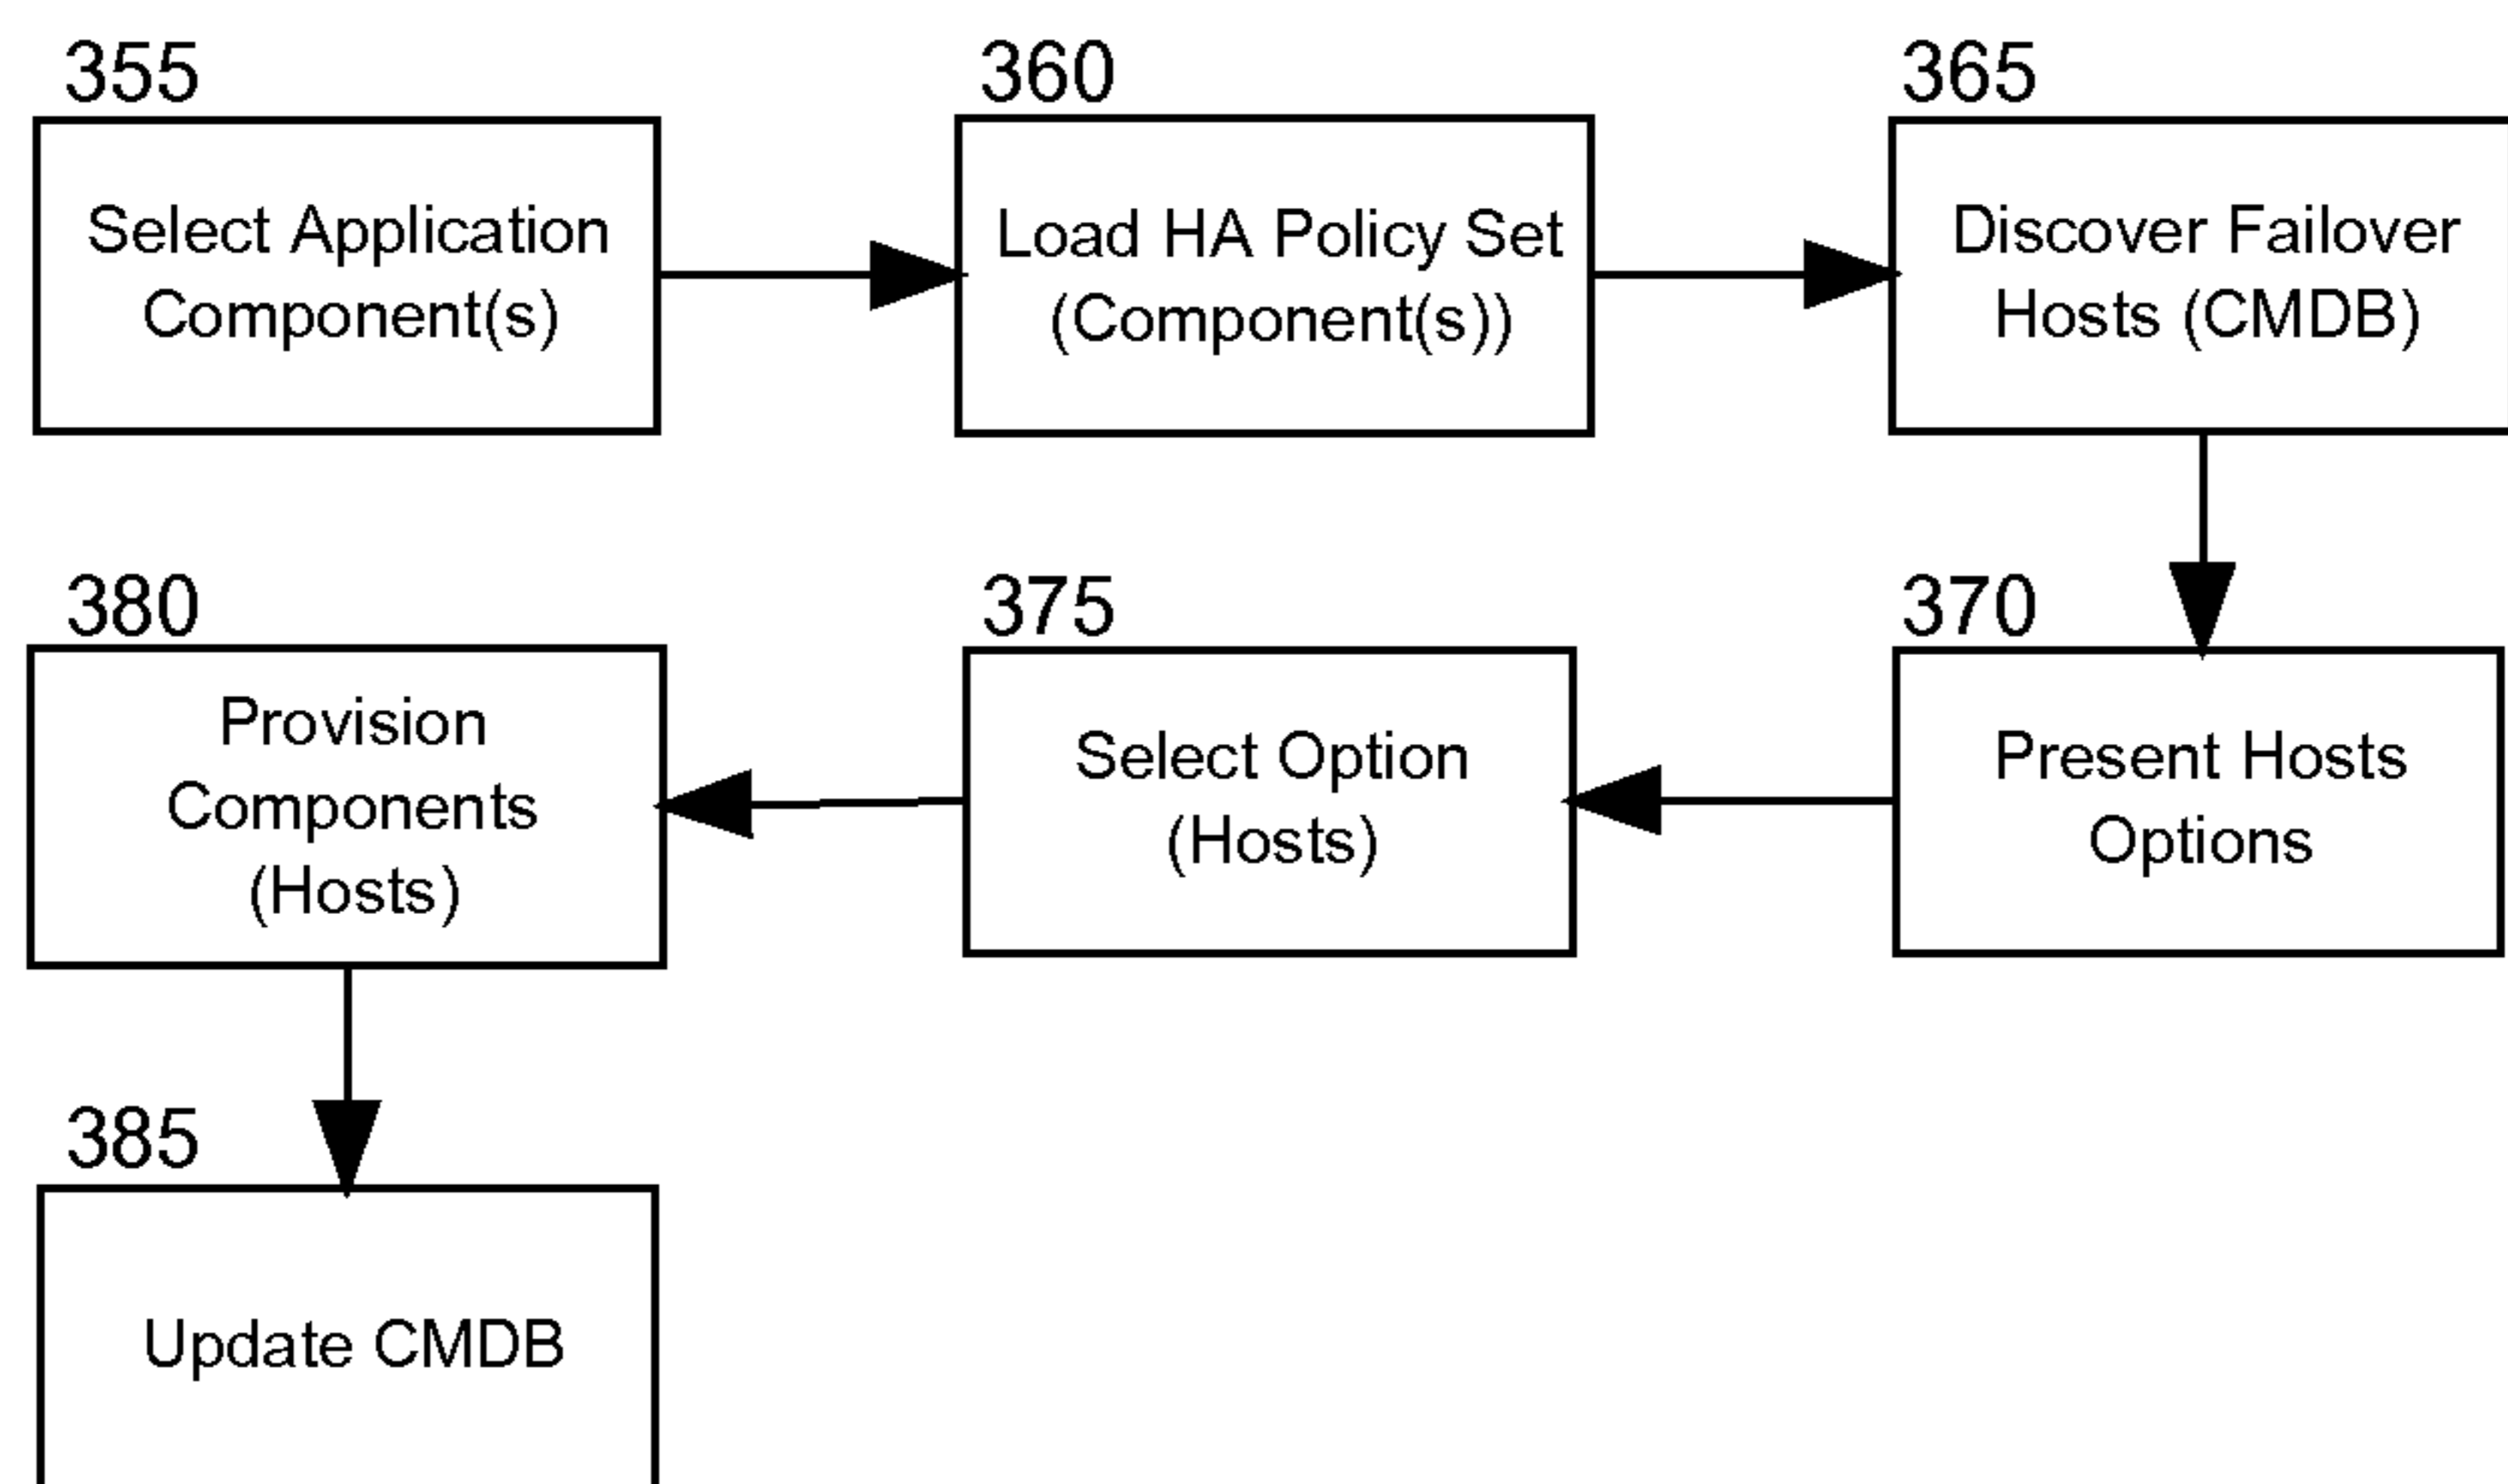 355
Select Application
Component(s)
360
Load HA Policy Set
(Component(s))
365
Discover Failover
Hosts (CMDB)
380
Provision
Components
(Hosts)
375
Select Option
(Hosts)
370
Present Hosts
Options
385
Update CMDB